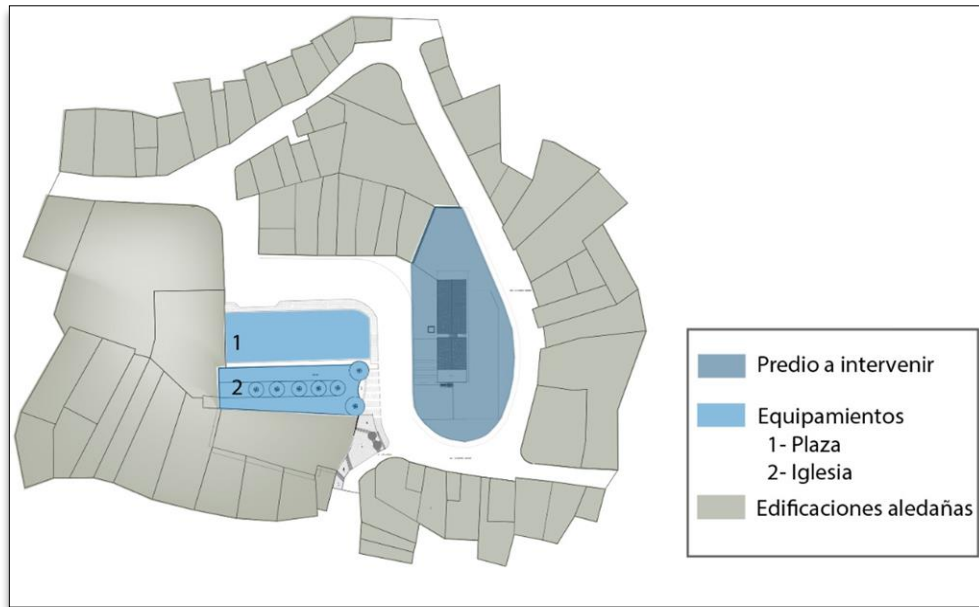 1
2
Predio a intervenir
Equipamientos
1- Plaza
2- Iglesia
Edificaciones aledañas